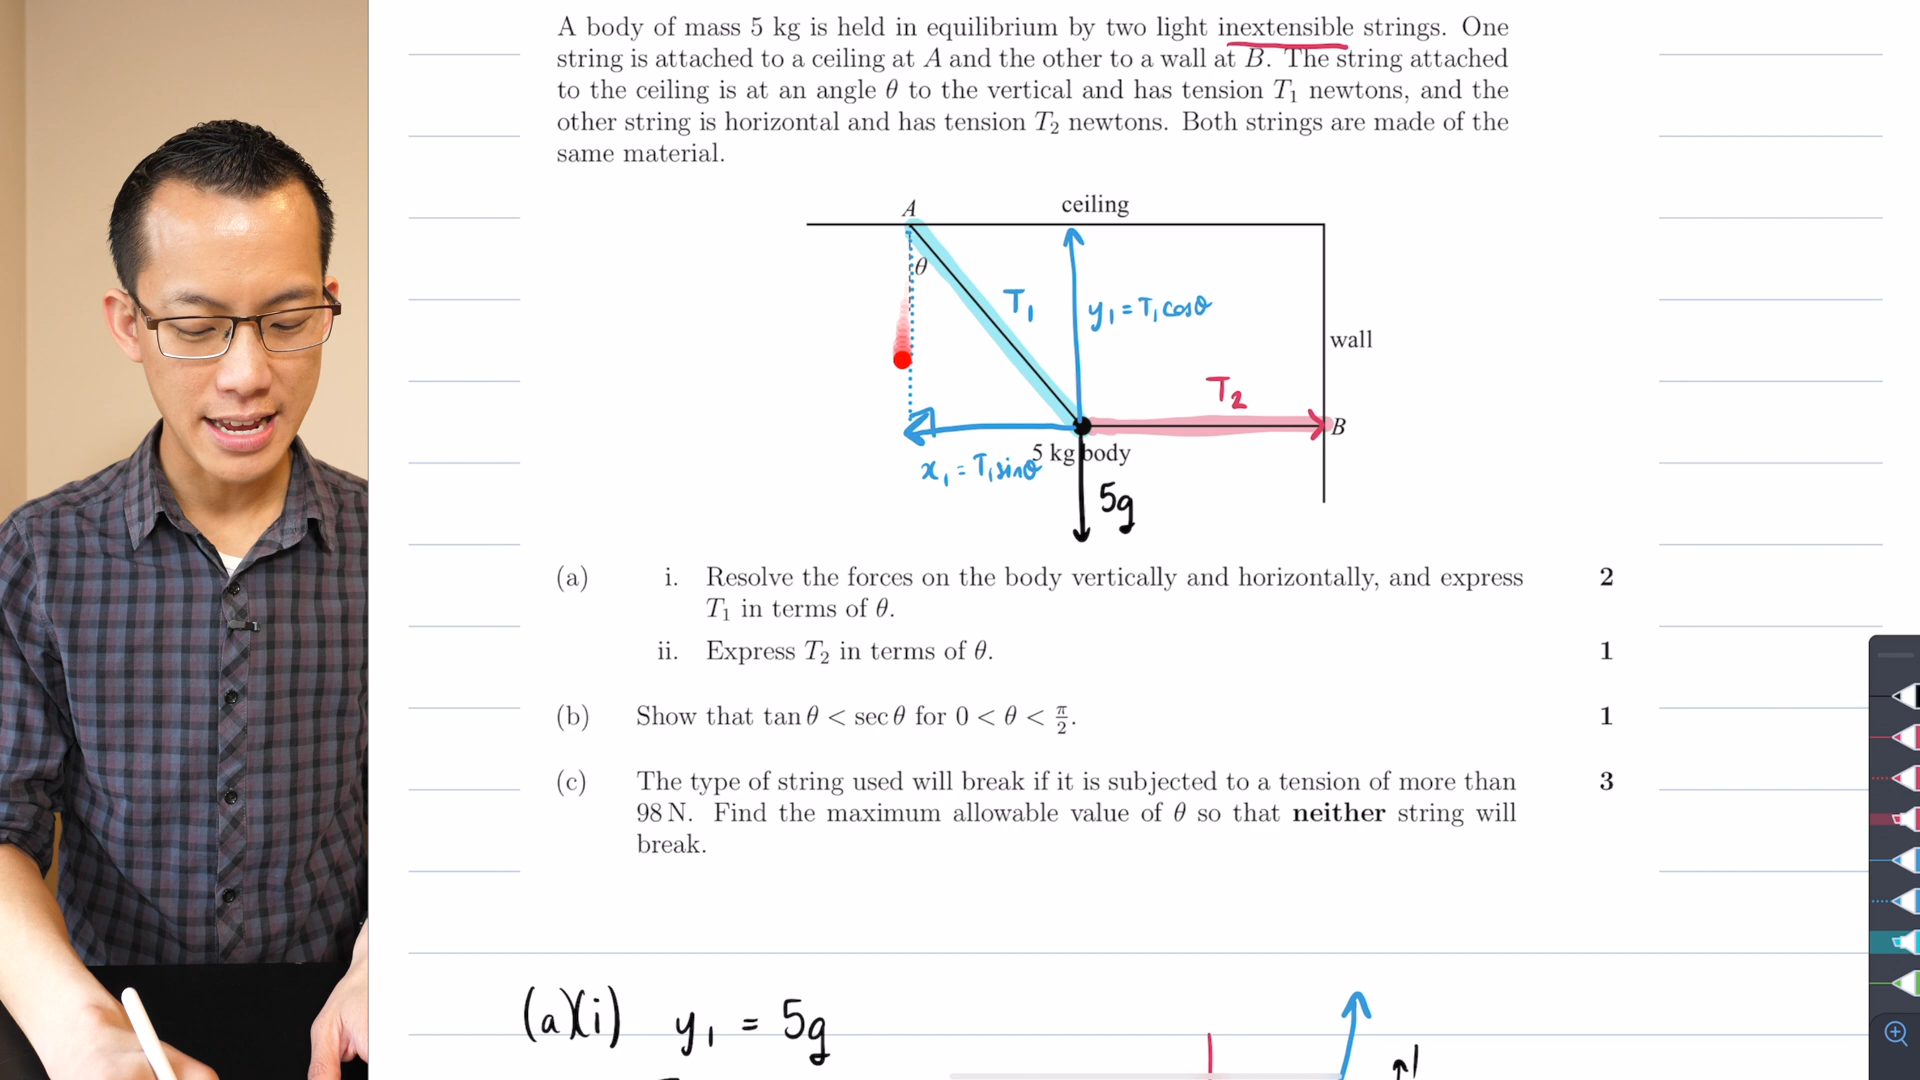 A body of mass 5 kg is held in equilibrium by two light inextensible strings. One
string is attached to a ceiling at A and the other to a wall at B. The string attached
to the ceiling is at an angle θ to the vertical and has tension T₁ newtons, and the
other string is horizontal and has tension T₂ newtons. Both strings are made of the
same material.
A
ceiling
θ
T₁
y₁ = T₁cosθ
wall
T₂
B
5 kg body
x₁ = T₁sinθ
5g
(a) i. Resolve the forces on the body vertically and horizontally, and express 2
T₁ in terms of θ.
ii. Express T₂ in terms of θ. 1
(b) Show that tan θ < sec θ for 0 < θ < π/2. 1
(c) The type of string used will break if it is subjected to a tension of more than 3
98 N. Find the maximum allowable value of θ so that neither string will
break.
(a)(i) y₁ = 5g